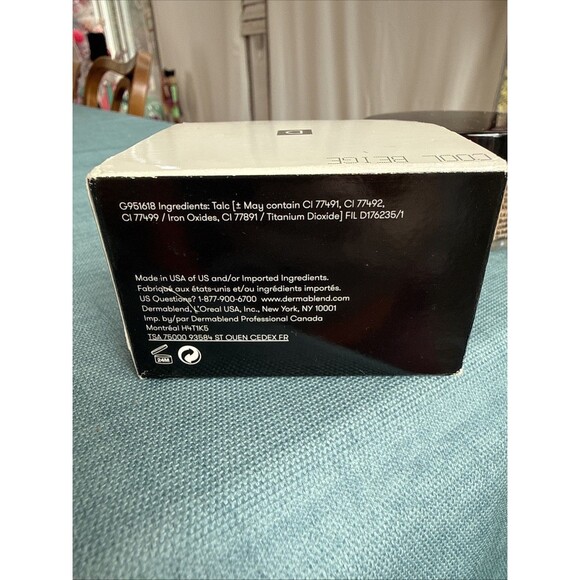 D
COOL BEIGE
G951618 Ingredients: Talc [± May contain CI 77491, CI 77492,
CI 77499 / Iron Oxides, CI 77891 / Titanium Dioxide] FIL D176235/1
Made in USA of US and/or Imported Ingredients.
Fabriqué aux états-unis et/ou ingrédients importés.
US Questions? 1-877-900-6700 www.dermablend.com
Dermablend, L'Oreal USA, Inc., New York, NY 10001
Imp. by/par Dermablend Professional Canada
Montréal H4T1K5
TSA 75000 93584 ST OUEN CEDEX FR
24M